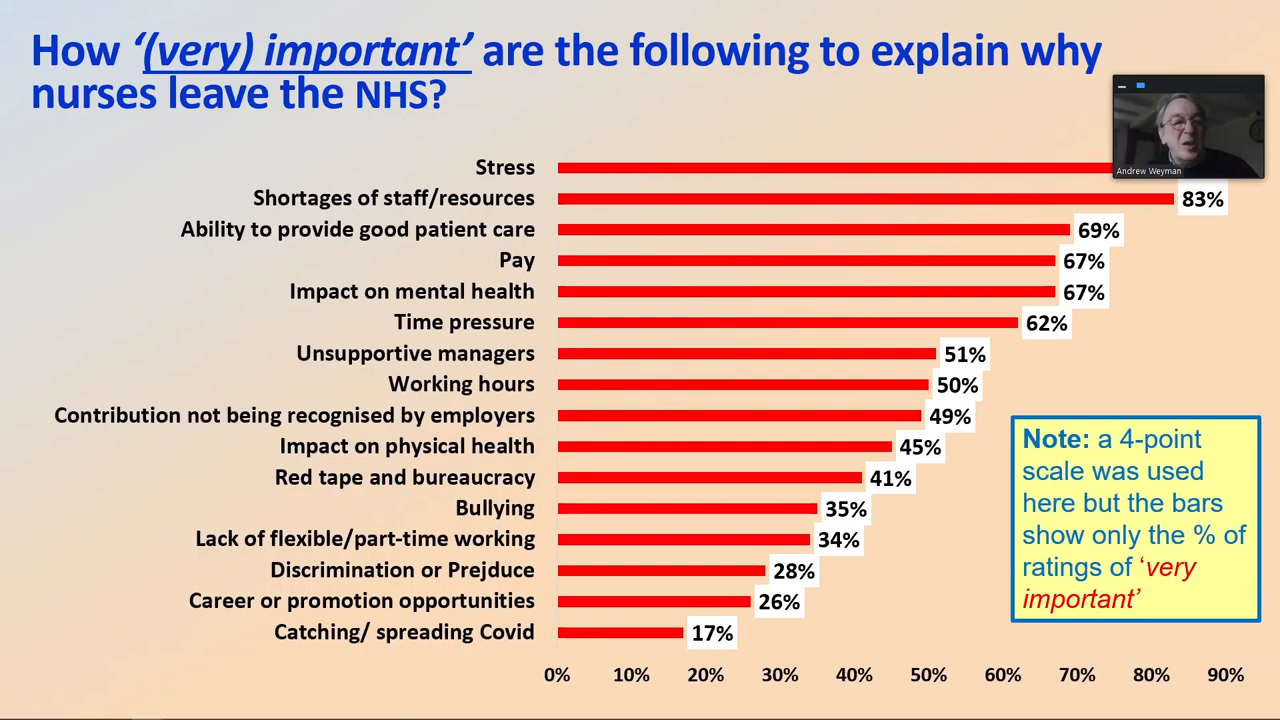 How ‘(very) important’ are the following to explain why
nurses leave the NHS?
Andrew Weyman
Stress
Shortages of staff/resources 83%
Ability to provide good patient care 69%
Pay 67%
Impact on mental health 67%
Time pressure 62%
Unsupportive managers 51%
Working hours 50%
Contribution not being recognised by employers 49%
Impact on physical health 45%
Red tape and bureaucracy 41%
Bullying 35%
Lack of flexible/part-time working 34%
Discrimination or Prejduce 28%
Career or promotion opportunities 26%
Catching/ spreading Covid 17%
0% 10% 20% 30% 40% 50% 60% 70% 80% 90%
Note: a 4-point
scale was used
here but the bars
show only the % of
ratings of ‘very
important’